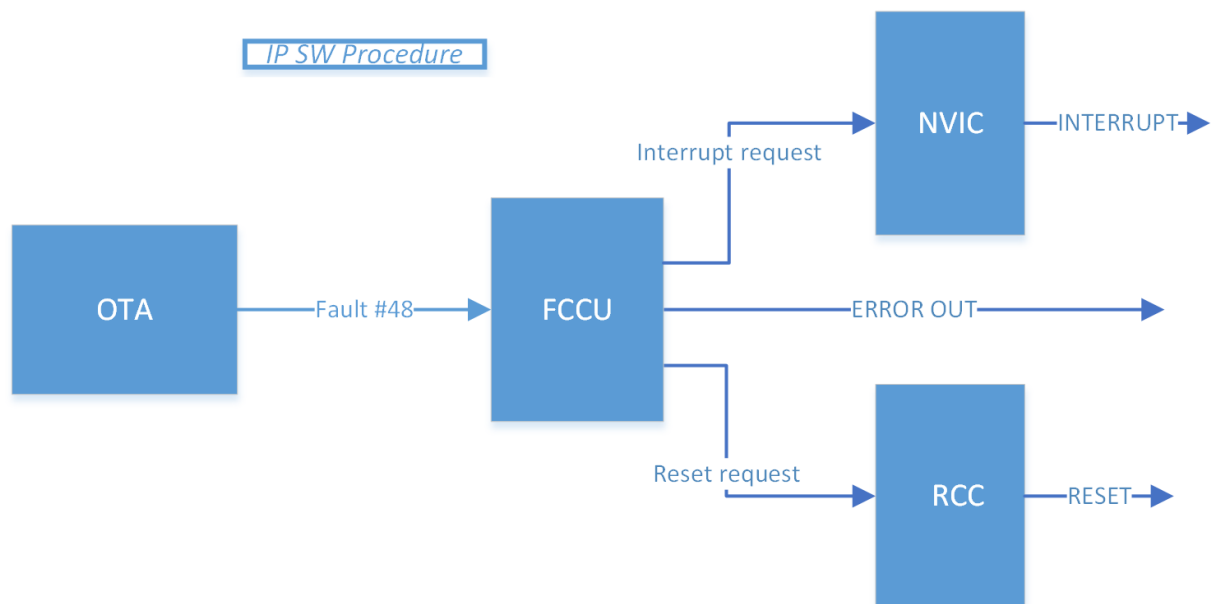 IP SW Procedure
NVIC
INTERRUPT
Interrupt request
OTA
Fault #48
FCCU
ERROR OUT
Reset request
RCC
RESET